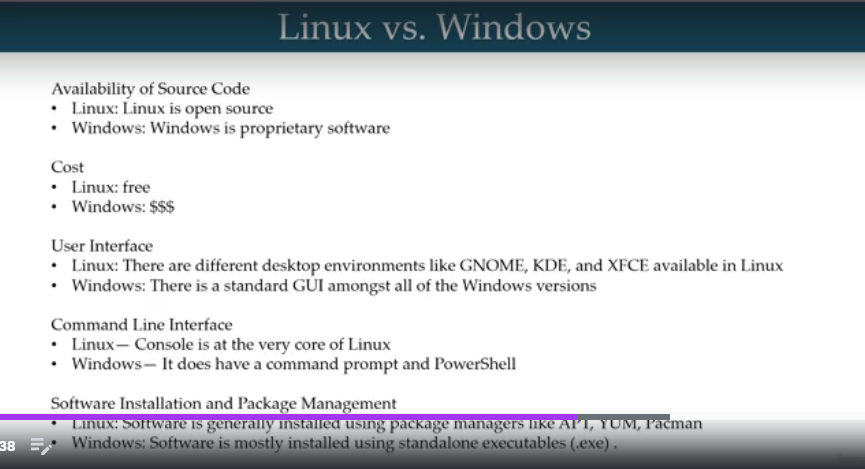 Linux vs. Windows
Availability of Source Code
• Linux: Linux is open source
• Windows: Windows is proprietary software
Cost
• Linux: free
• Windows: $$$
User Interface
• Linux: There are different desktop environments like GNOME, KDE, and XFCE available in Linux
• Windows: There is a standard GUI amongst all of the Windows versions
Command Line Interface
• Linux— Console is at the very core of Linux
• Windows— It does have a command prompt and PowerShell
Software Installation and Package Management
• Linux: Software is generally installed using package managers like APT, YUM, Pacman
38
• Windows: Software is mostly installed using standalone executables (.exe) .